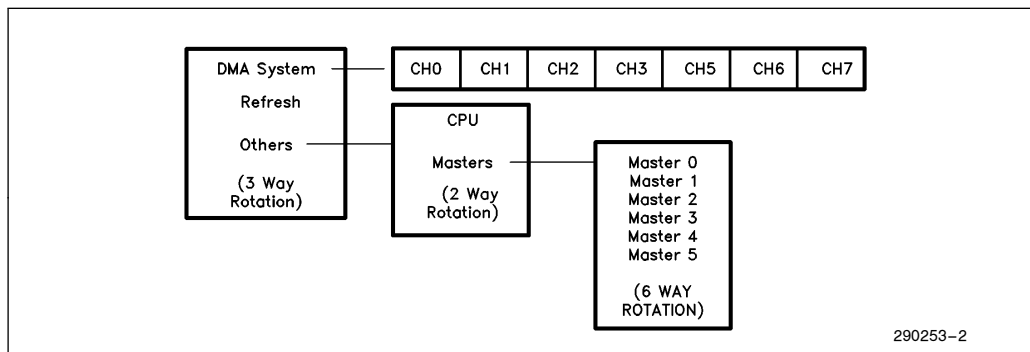 DMA System
CH0 CH1 CH2 CH3 CH5 CH6 CH7
Refresh
Others
(3 Way
Rotation)
CPU
Masters
(2 Way
Rotation)
Master 0
Master 1
Master 2
Master 3
Master 4
Master 5
(6 WAY
ROTATION)
290253-2